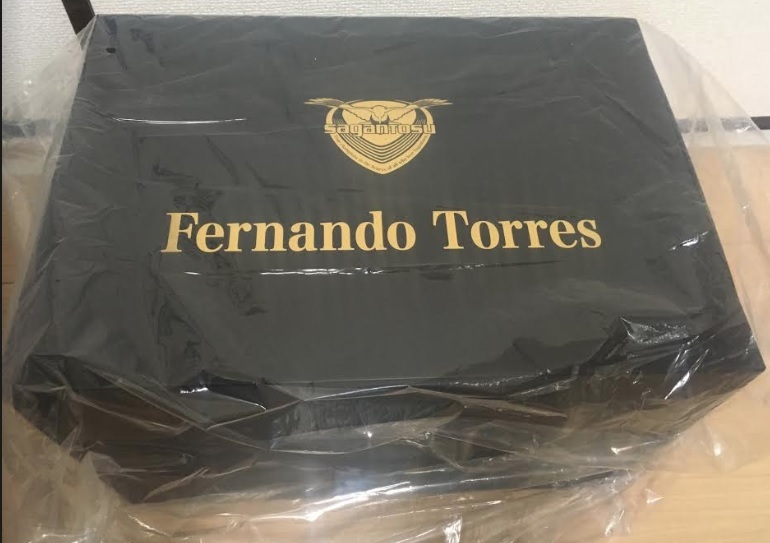 sagantosu
Fernando Torres